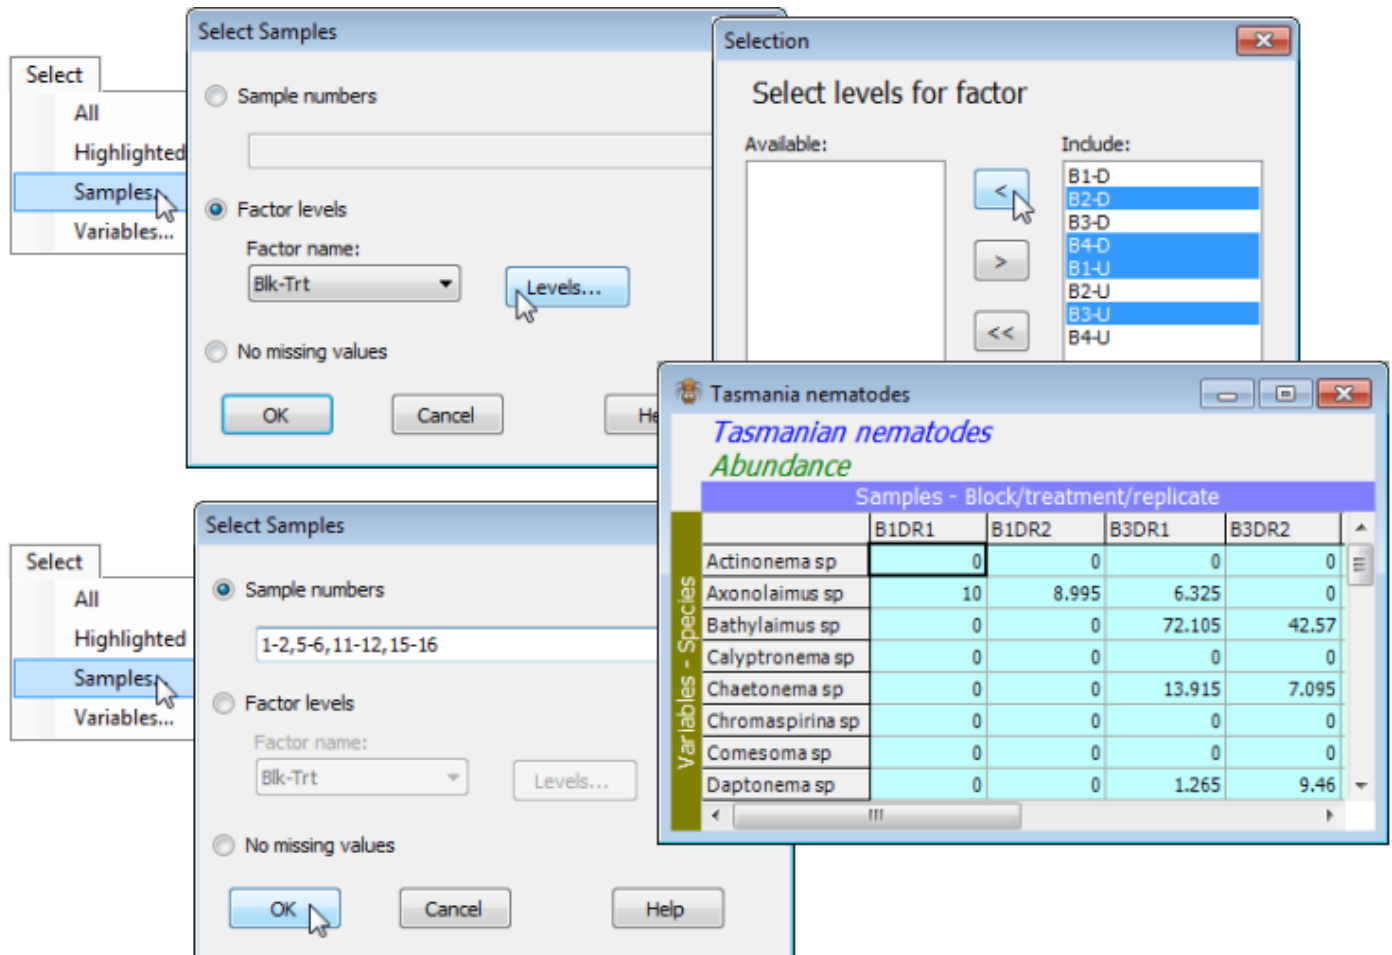 Select
All
Highlighted
Samples...
Variables...
Select Samples
Sample numbers
Factor levels
Factor name:
Blk-Trt
Levels...
No missing values
OK
Cancel
Selection
Select levels for factor
Available:
Include:
<
>
<<
B1-D
B2-D
B3-D
B4-D
B1-U
B2-U
B3-U
B4-U
Tasmania nematodes
Tasmanian nematodes
Abundance
Samples - Block/treatment/replicate
Variables - Species
B1DR1 B1DR2 B3DR1 B3DR2
Actinonema sp 0 0 0 0
Axonolaimus sp 10 8.995 6.325 0
Bathylaimus sp 0 0 72.105 42.57
Calyptronema sp 0 0 0 0
Chaetonema sp 0 0 13.915 7.095
Chromaspirina sp 0 0 0 0
Comesoma sp 0 0 0 0
Daptonema sp 0 0 1.265 9.46
Select
All
Highlighted
Samples...
Variables...
Select Samples
Sample numbers
1-2,5-6,11-12,15-16
Factor levels
Factor name:
Blk-Trt
Levels...
No missing values
OK
Cancel
Help